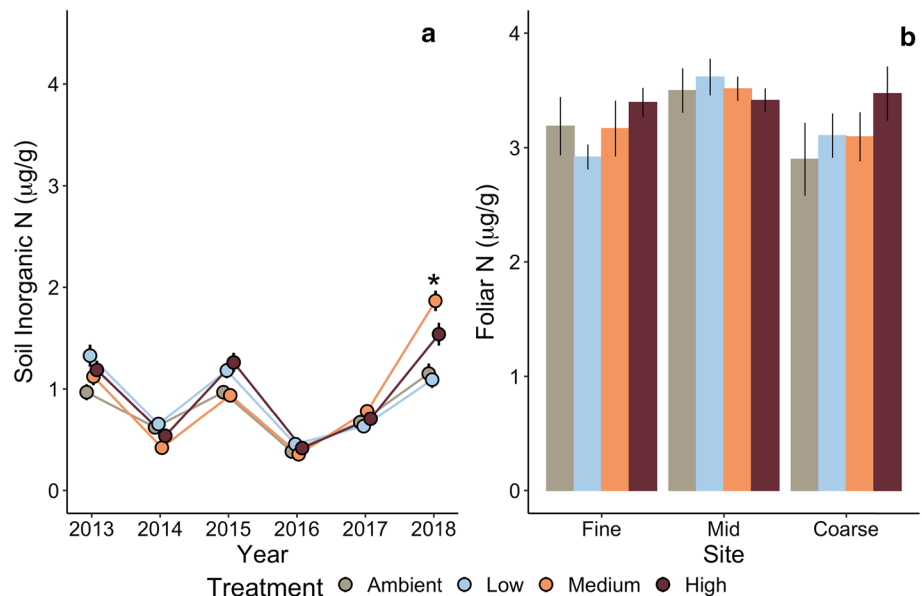 a
Soil Inorganic N (μg/g)
4
3
2
1
0
*
2013 2014 2015 2016 2017 2018
Year
b
Foliar N (μg/g)
4
3
2
1
0
Fine Mid Coarse
Site
Treatment Ambient Low Medium High